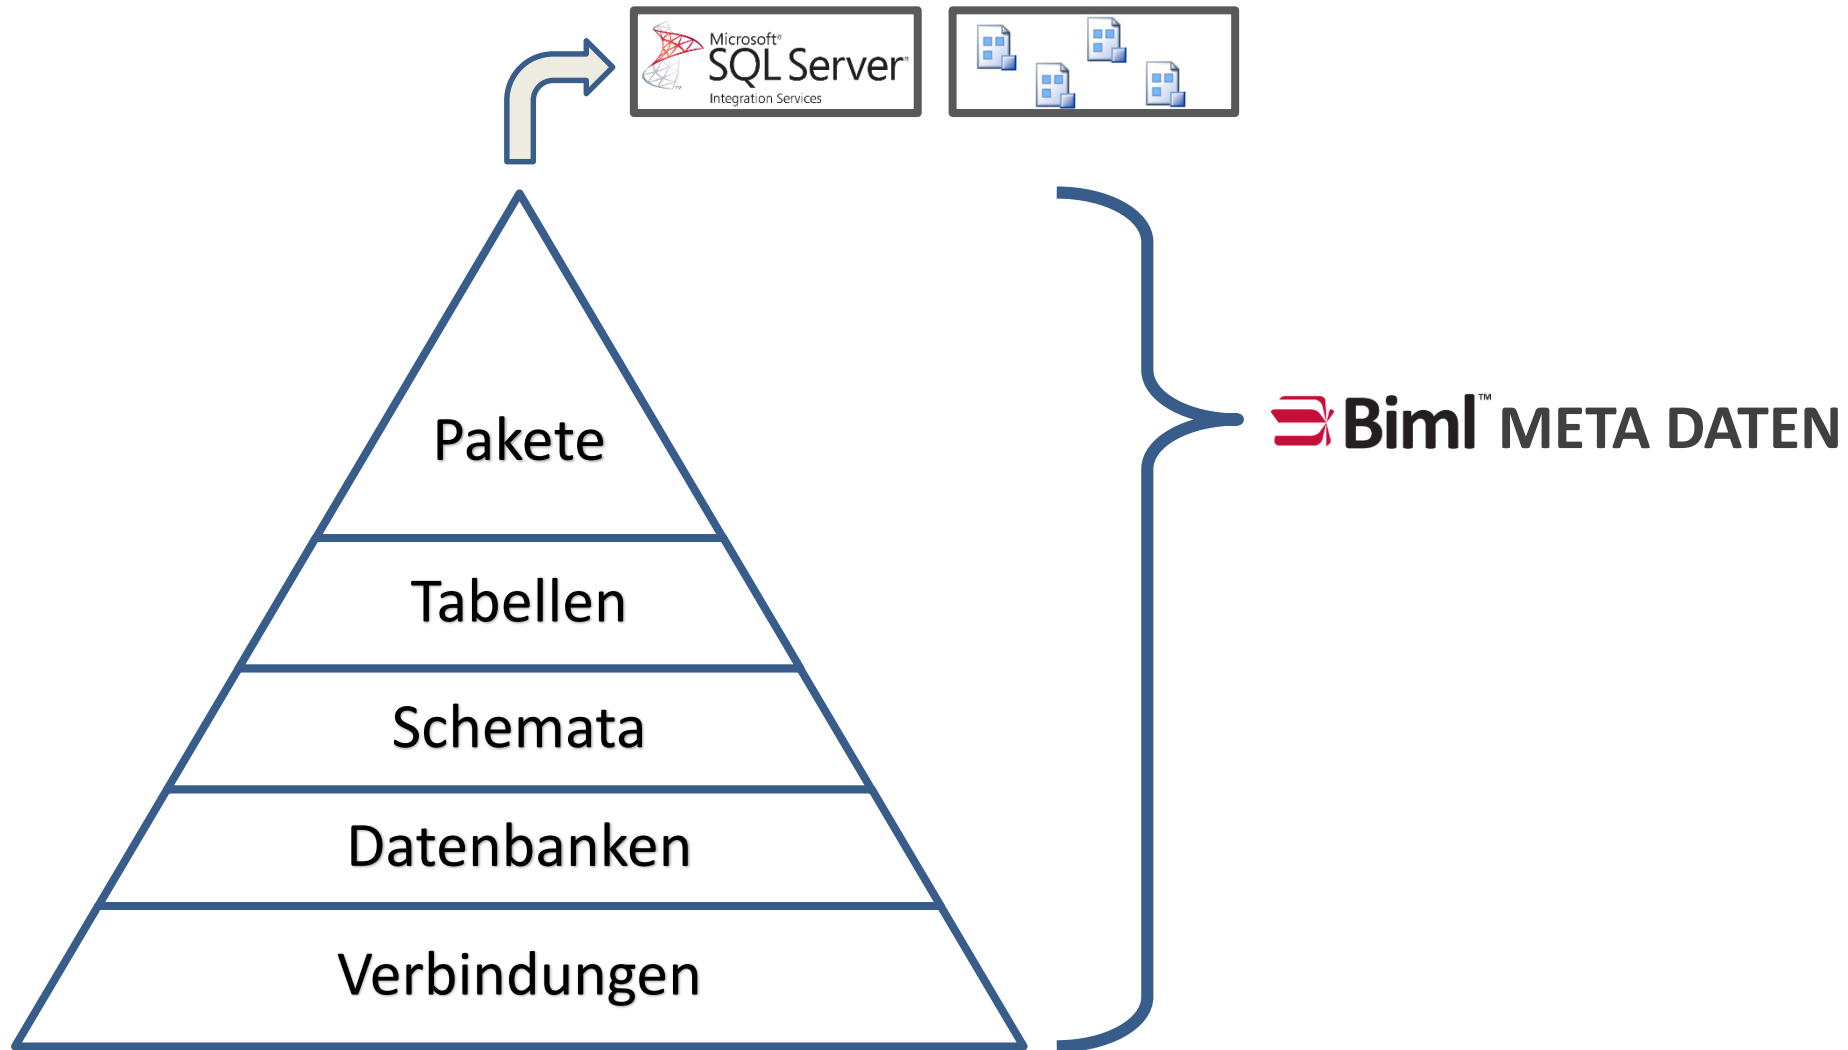 Microsoft®
SQL Server®
Integration Services
Pakete
Biml™ META DATEN
Tabellen
Schemata
Datenbanken
Verbindungen